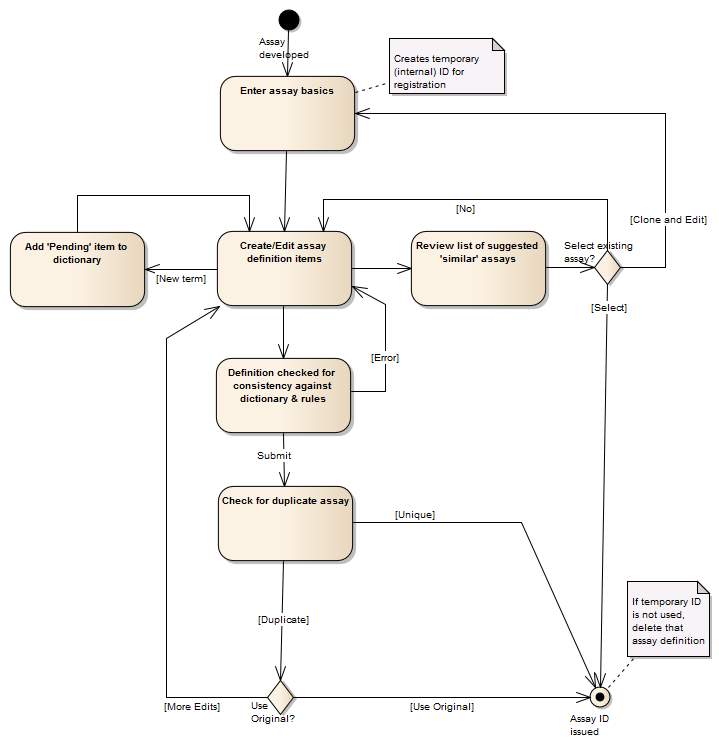 Assay
developed
Creates temporary
(internal) ID for
registration
Enter assay basics
[No]
[Clone and Edit]
Add 'Pending' item to
dictionary
[New term]
Create/Edit assay
definition items
Review list of suggested
'similar' assays
Select existing
assay?
[Select]
[Error]
Definition checked for
consistency against
dictionary & rules
Submit
Check for duplicate assay
[Unique]
[Duplicate]
If temporary ID
is not used,
delete that
assay definition
[More Edits]
Use
Original?
[Use Original]
Assay ID
issued